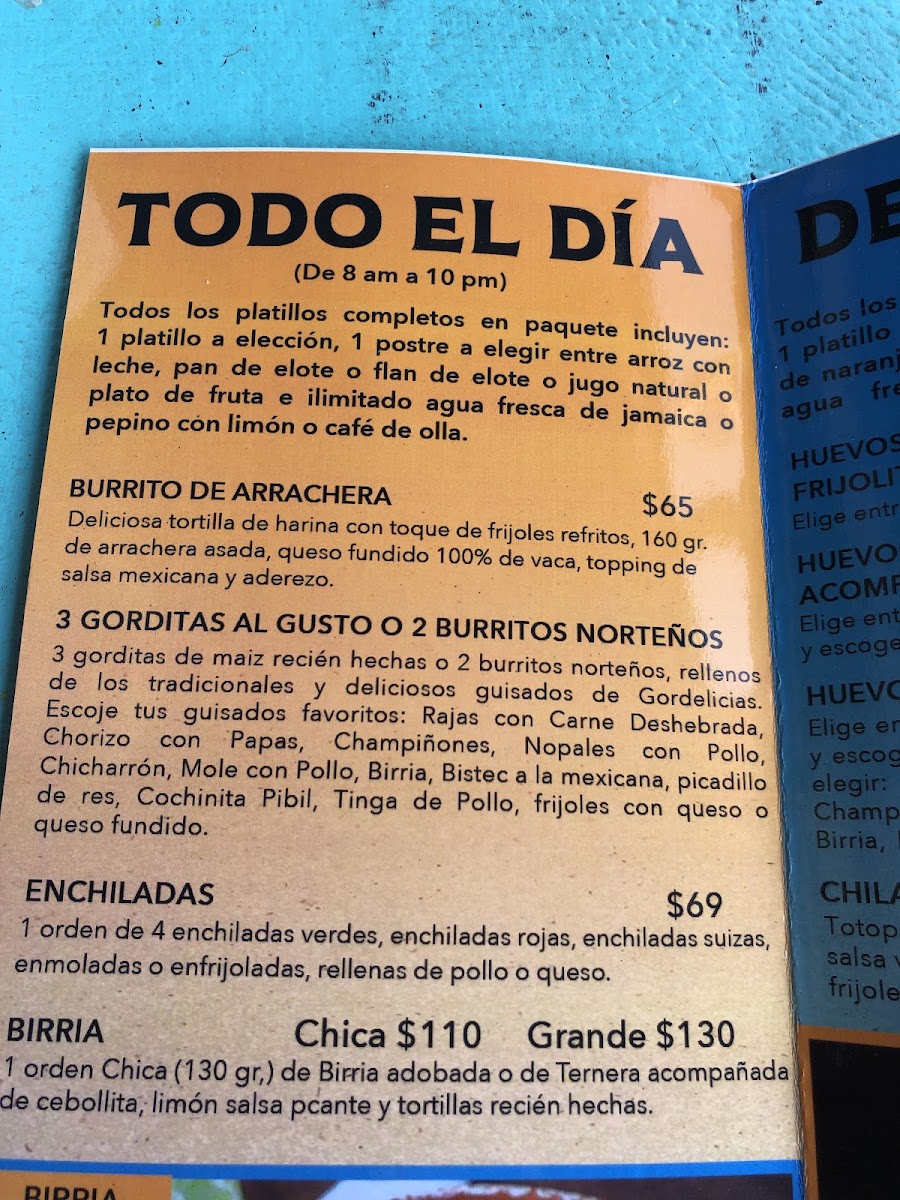 TODO EL DÍA
(De 8 am a 10 pm)
Todos los platillos completos en paquete incluyen:
1 platillo a elección, 1 postre a elegir entre arroz con
leche, pan de elote o flan de elote o jugo natural o
plato de fruta e ilimitado agua fresca de jamaica o
pepino con limón o café de olla.
BURRITO DE ARRACHERA $65
Deliciosa tortilla de harina con toque de frijoles refritos, 160 gr.
de arrachera asada, queso fundido 100% de vaca, topping de
salsa mexicana y aderezo.
3 GORDITAS AL GUSTO O 2 BURRITOS NORTEÑOS
3 gorditas de maiz recién hechas o 2 burritos norteños, rellenos
de los tradicionales y deliciosos guisados de Gordelicias.
Escoje tus guisados favoritos: Rajas con Carne Deshebrada,
Chorizo con Papas, Champiñones, Nopales con Pollo,
Chicharrón, Mole con Pollo, Birria, Bistec a la mexicana, picadillo
de res, Cochinita Pibil, Tinga de Pollo, frijoles con queso o
queso fundido.
ENCHILADAS $69
1 orden de 4 enchiladas verdes, enchiladas rojas, enchiladas suizas,
enmoladas o enfrijoladas, rellenas de pollo o queso.
BIRRIA Chica $110 Grande $130
1 orden Chica (130 gr,) de Birria adobada o de Ternera acompañada
de cebollita, limón salsa pcante y tortillas recién hechas.
BIRRIA
DE
Todos los
1 platillo
de naranj
agua fre
HUEVOS
FRIJOLIT
Elige entr
HUEVO
ACOMP
Elige ent
y escoge
HUEVO
Elige en
y escog
elegir:
Champ
Birria,
CHILA
Totop
salsa v
frijole